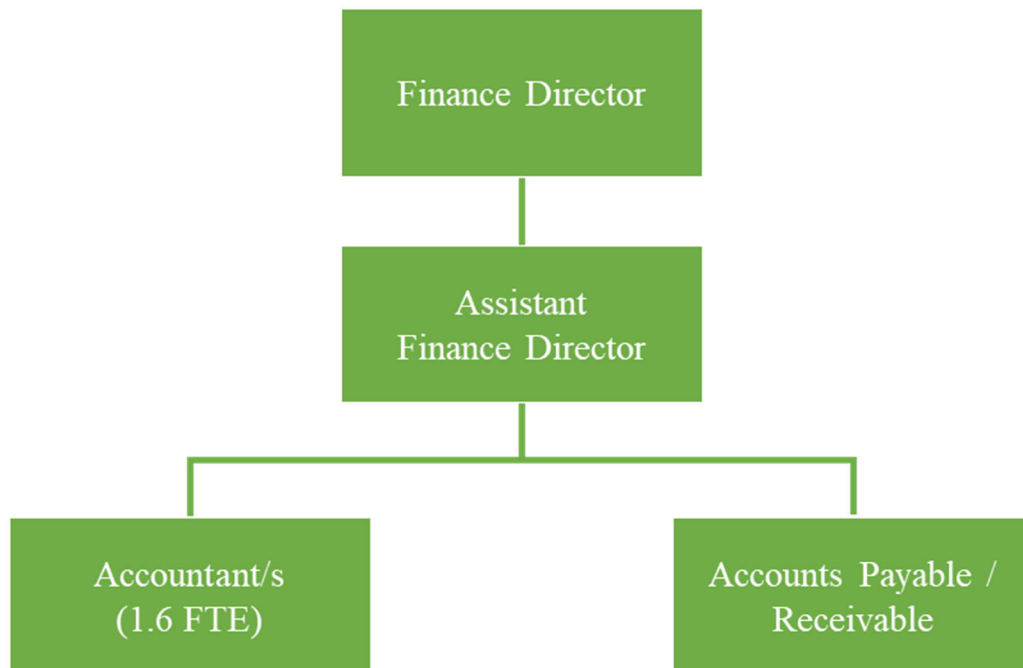 Finance Director
Assistant
Finance Director
Accountant/s
(1.6 FTE)
Accounts Payable /
Receivable